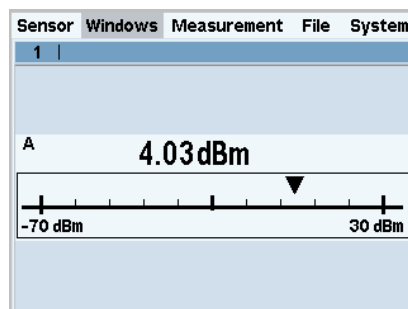 Sensor Windows Measurement File System
1
A
4.03dBm
-70 dBm 30 dBm